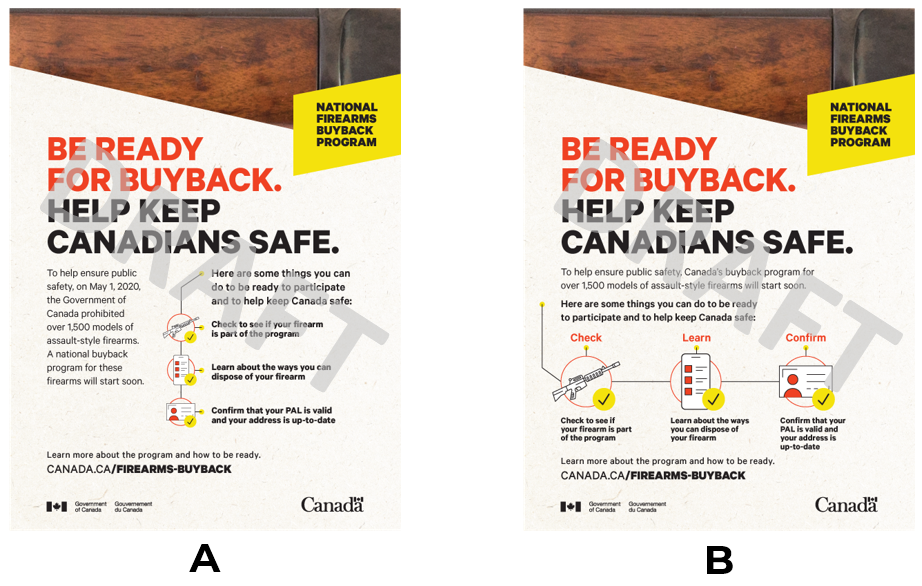 NATIONAL
FIREARMS
BUYBACK
PROGRAM
BE READY
FOR BUYBACK.
HELP KEEP
CANADIANS SAFE.
DRAFT
To help ensure public
safety, on May 1, 2020,
the Government of
Canada prohibited
over 1,500 models of
assault-style firearms.
A national buyback
program for these
firearms will start soon.
Here are some things you can
do to be ready to participate
and to help keep Canada safe:
Check to see if your firearm
is part of the program
Learn about the ways you can
dispose of your firearm
Confirm that your PAL is valid
and your address is up-to-date
Learn more about the program and how to be ready.
CANADA.CA/FIREARMS-BUYBACK
Government
of Canada
Gouvernement
du Canada
Canada
A
NATIONAL
FIREARMS
BUYBACK
PROGRAM
BE READY
FOR BUYBACK.
HELP KEEP
CANADIANS SAFE.
DRAFT
To help ensure public safety, Canada's buyback program for
over 1,500 models of assault-style firearms will start soon.
Here are some things you can do to be ready
to participate and to help keep Canada safe:
Check
Check to see if
your firearm is part
of the program
Learn
Learn about the ways
you can dispose of
your firearm
Confirm
Confirm that your
PAL is valid and
your address is
up-to-date
Learn more about the program and how to be ready.
CANADA.CA/FIREARMS-BUYBACK
Government
of Canada
Gouvernement
du Canada
Canada
B